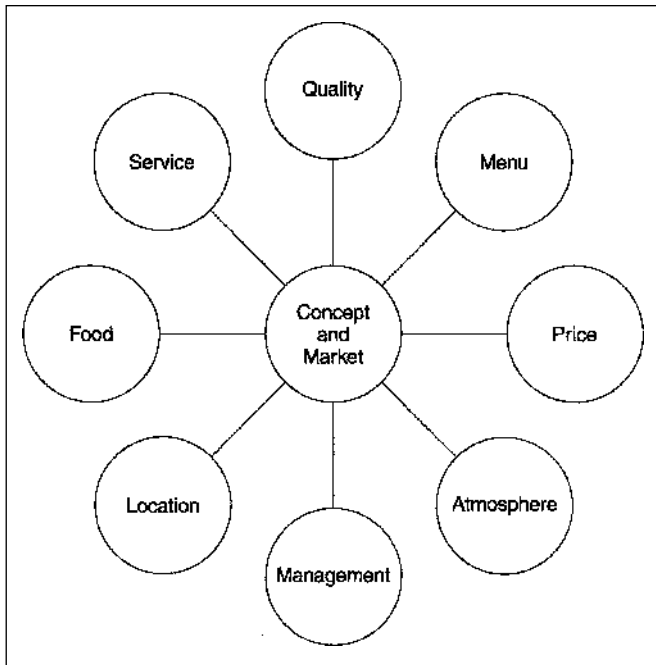 Quality
Service
Menu
Food
Concept
and
Market
Price
Location
Atmosphere
Management